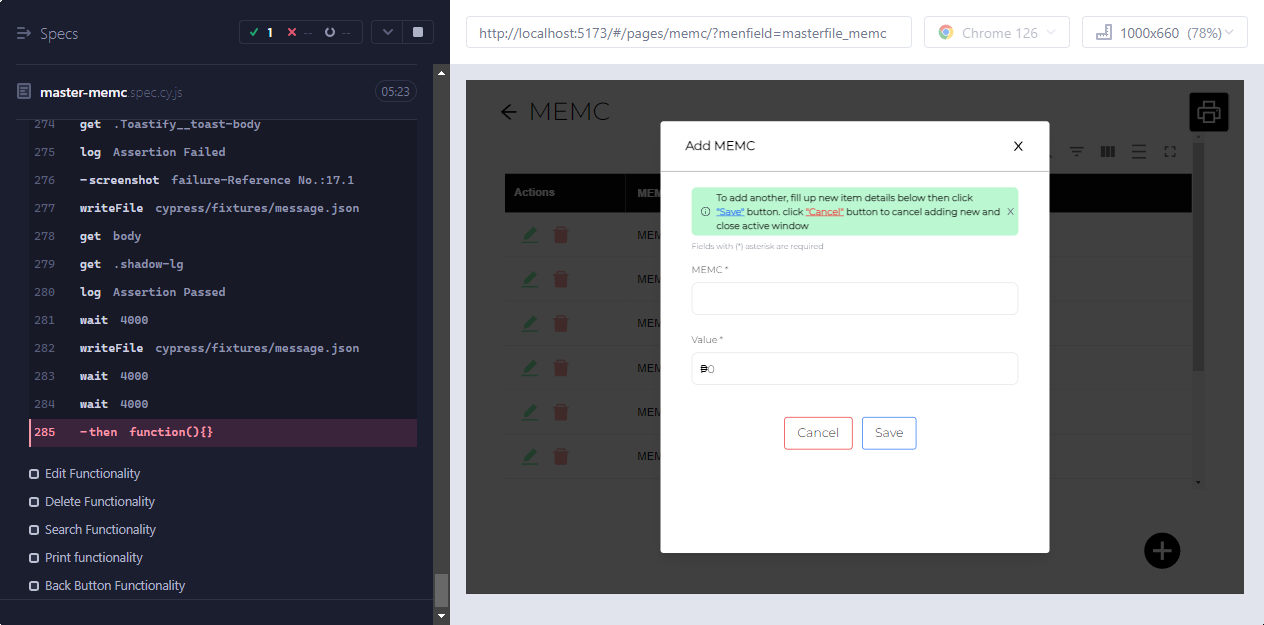 Specs
1
--
--
http://localhost:5173/#/pages/memc/?menfield=masterfile_memc
Chrome 126
1000x660 (78%)
master-memc.spec.cy.js
05:23
274 get .Toastify__toast-body
275 log Assertion Failed
276 -screenshot failure-Reference No.:17.1
277 writeFile cypress/fixtures/message.json
278 get body
279 get .shadow-lg
280 log Assertion Passed
281 wait 4000
282 writeFile cypress/fixtures/message.json
283 wait 4000
284 wait 4000
285 -then function(){}
Edit Functionality
Delete Functionality
Search Functionality
Print functionality
Back Button Functionality
MEMC
Actions
MEM
MEM
MEM
MEM
MEM
MEM
MEM
Add MEMC
X
To add another, fill up new item details below then click
"Save" button. click "Cancel" button to cancel adding new and
close active window
X
Fields with (*) asterisk are required
MEMC *
Value *
₱0
Cancel
Save